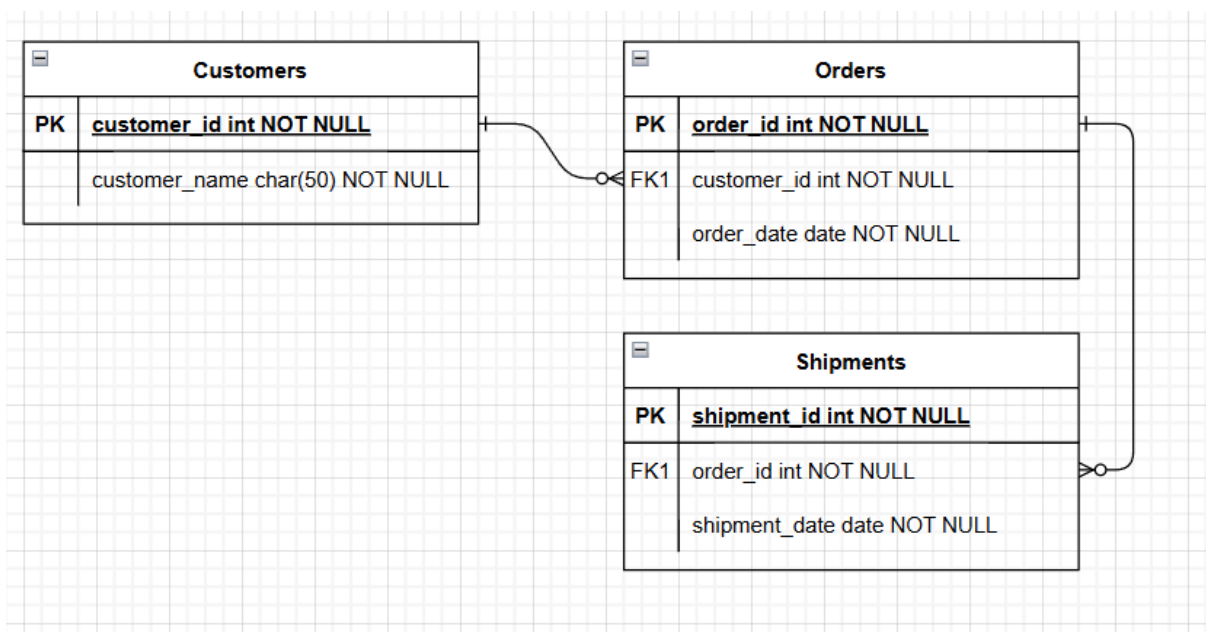 Customers
PK customer_id int NOT NULL
customer_name char(50) NOT NULL
Orders
PK order_id int NOT NULL
FK1 customer_id int NOT NULL
order_date date NOT NULL
Shipments
PK shipment_id int NOT NULL
FK1 order_id int NOT NULL
shipment_date date NOT NULL